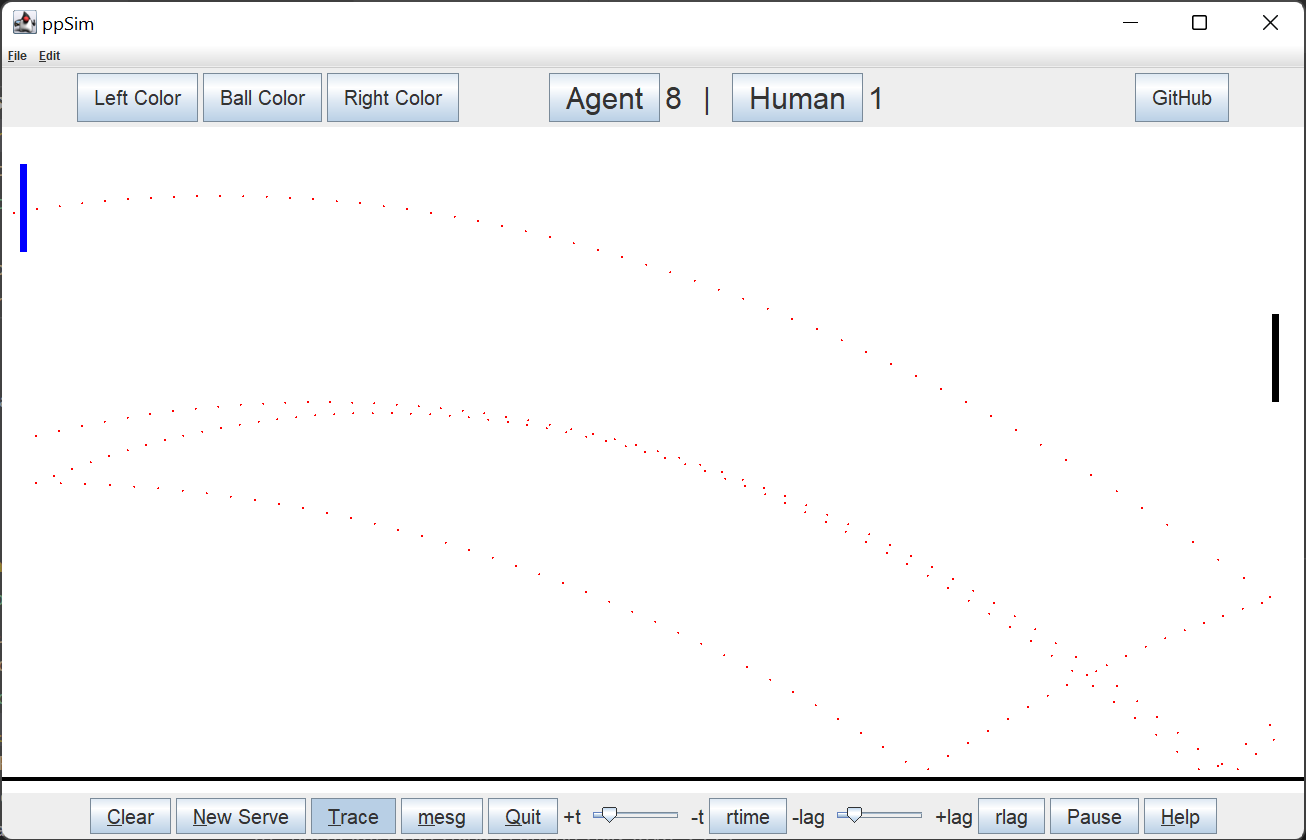 ppSim
File Edit
Left Color Ball Color Right Color Agent 8 | Human 1 GitHub
Clear New Serve Trace mesg Quit +t -t rtime -lag +lag rlag Pause Help